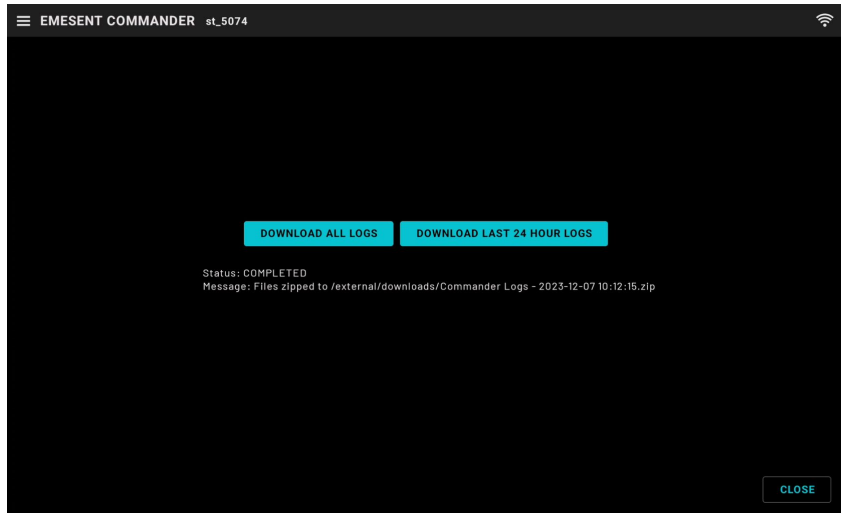 EMESENT COMMANDER st_5074
DOWNLOAD ALL LOGS DOWNLOAD LAST 24 HOUR LOGS
Status: COMPLETED
Message: Files zipped to /external/downloads/Commander Logs - 2023-12-07 10:12:15.zip
CLOSE